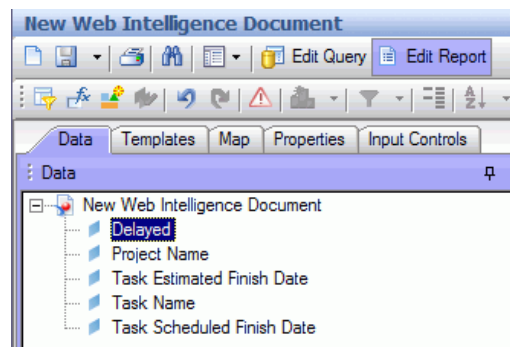 New Web Intelligence Document
Edit Query Edit Report
Data Templates Map Properties Input Controls
Data
New Web Intelligence Document
Delayed
Project Name
Task Estimated Finish Date
Task Name
Task Scheduled Finish Date